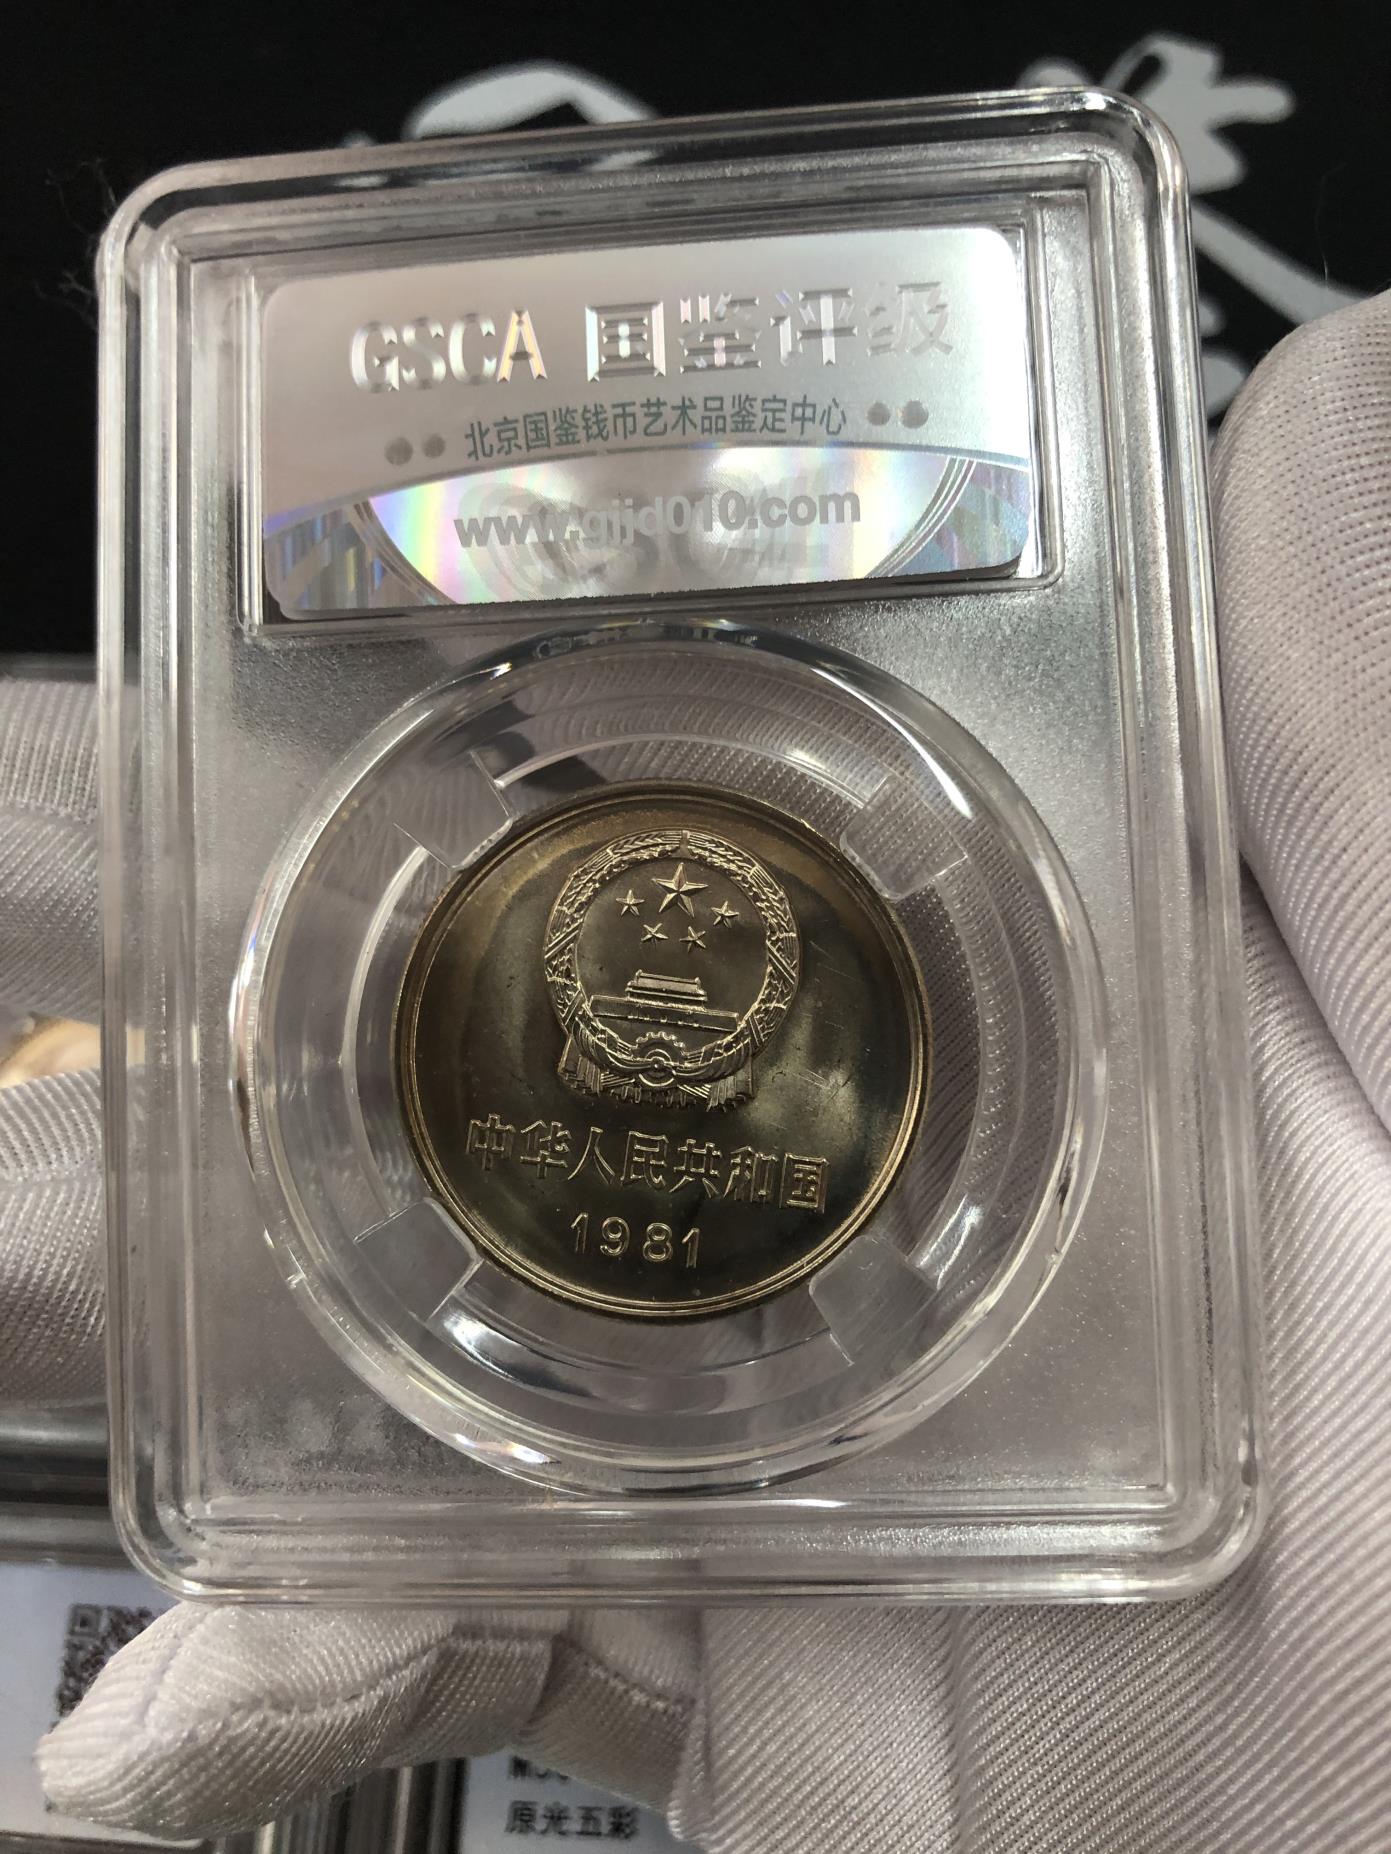 GSCA 国鉴评级
北京国鉴钱币艺术品鉴定中心
www.gjjd010.com
中华人民共和国
1981
原光五彩